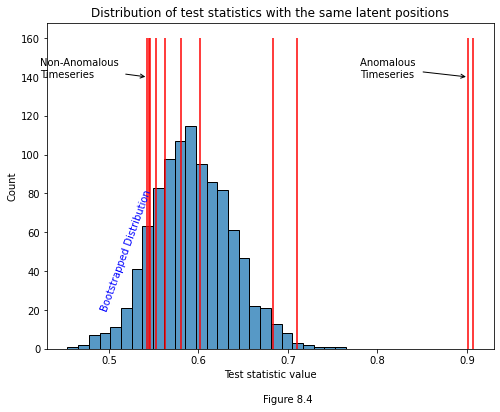 Distribution of test statistics with the same latent positions
160
140
120
100
80
60
40
20
0
Count
Non-Anomalous
Timeseries
Anomalous
Timeseries
Bootstrapped Distribution
0.5 0.6 0.7 0.8 0.9
Test statistic value
Figure 8.4